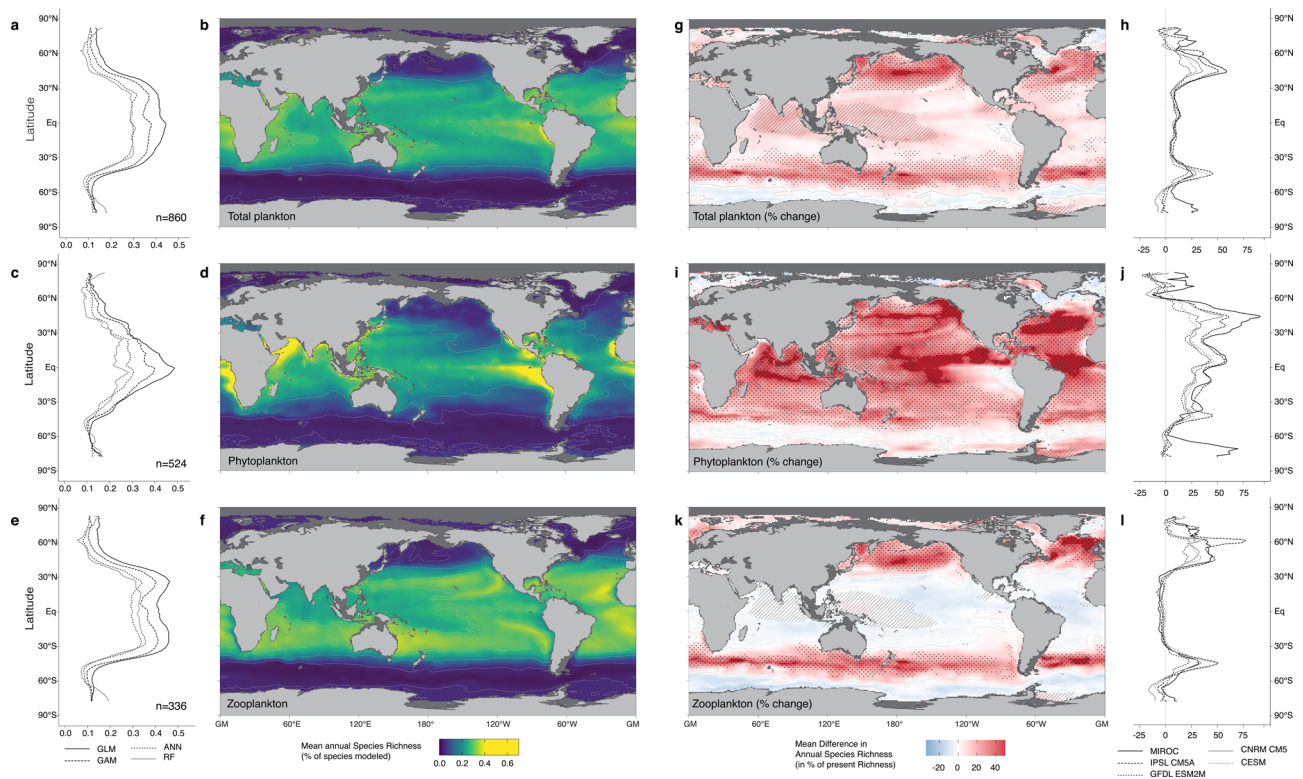 a
b
g
h
90°N
60°N
30°N
Eq
30°S
60°S
90°S
Latitude
n=860
0.0 0.1 0.2 0.3 0.4 0.5
Total plankton
Total plankton (% change)
90°N
60°N
30°N
Eq
30°S
60°S
90°S
-25 0 25 50 75
c
d
i
j
90°N
60°N
30°N
Eq
30°S
60°S
90°S
n=524
0.0 0.1 0.2 0.3 0.4 0.5
Phytoplankton
Phytoplankton (% change)
90°N
60°N
30°N
Eq
30°S
60°S
90°S
-25 0 25 50 75
e
f
k
l
90°N
60°N
30°N
Eq
30°S
60°S
90°S
Latitude
n=336
0.0 0.1 0.2 0.3 0.4 0.5
Zooplankton
Zooplankton (% change)
90°N
60°N
30°N
Eq
30°S
60°S
90°S
-25 0 25 50 75
GM 60°E 120°E 180° 120°W 60°W GM
GM 60°E 120°E 180° 120°W 60°W GM
GLM
GAM
ANN
RF
Mean annual Species Richness
(% of species modeled)
0.0 0.2 0.4 0.6
Mean Difference in
Annual Species Richness
(in % of present Richness)
-20 0 20 40
MIROC
IPSL CM5A
GFDL ESM2M
CNRM CM5
CESM